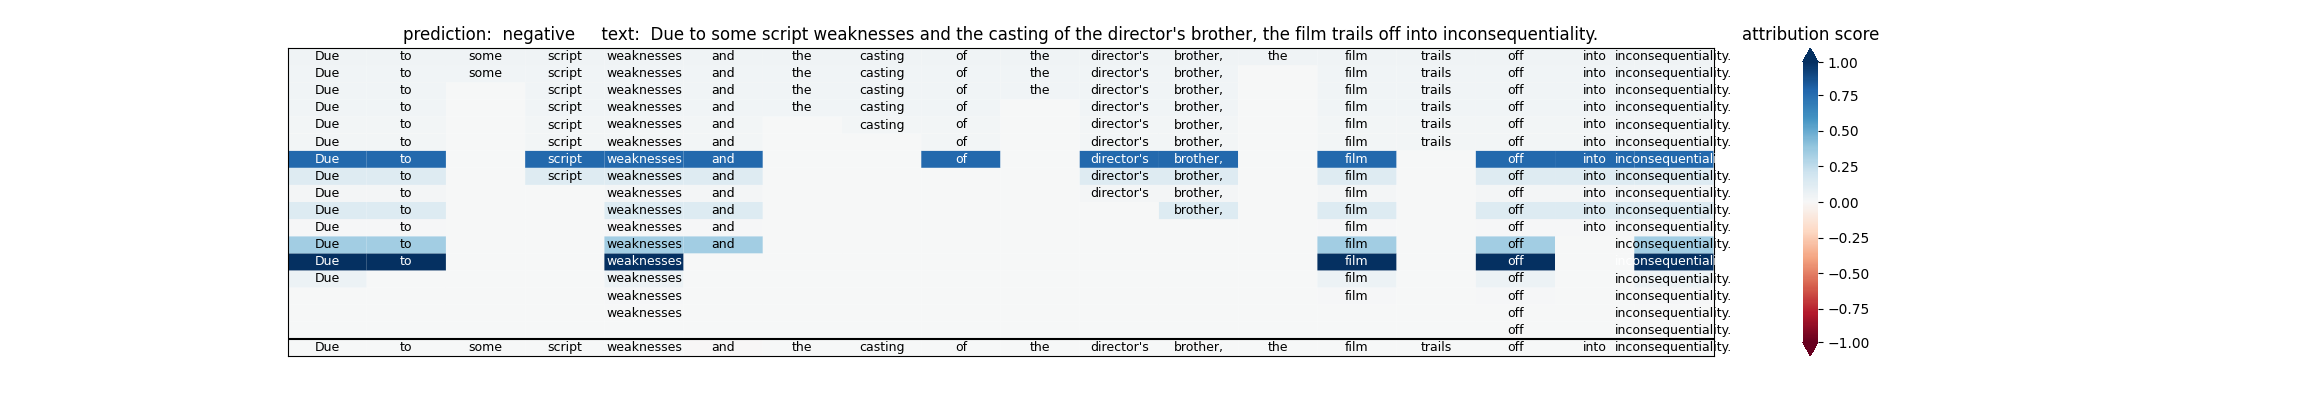 prediction: negative text: Due to some script weaknesses and the casting of the director's brother, the film trails off into inconsequentiality. attribution score
Due to some script weaknesses and the casting of the director's brother, the film trails off into inconsequentiality.
Due to some script weaknesses and the casting of the director's brother, film trails off into inconsequentiality.
Due to script weaknesses and the casting of the director's brother, film trails off into inconsequentiality.
Due to script weaknesses and the casting of director's brother, film trails off into inconsequentiality.
Due to script weaknesses and casting of director's brother, film trails off into inconsequentiality.
Due to script weaknesses and of director's brother, film trails off into inconsequentiality.
Due to script weaknesses and of director's brother, film off into inconsequentiali
Due to script weaknesses and director's brother, film off into inconsequentiality.
Due to weaknesses and director's brother, film off into inconsequentiality.
Due to weaknesses and brother, film off into inconsequentiality.
Due to weaknesses and film off into inconsequentiality.
Due to weaknesses and film off inconsequentiality.
Due to weaknesses film off inconsequentiali
Due weaknesses film off inconsequentiality.
weaknesses film off inconsequentiality.
weaknesses off inconsequentiality.
off inconsequentiality.
Due to some script weaknesses and the casting of the director's brother, the film trails off into inconsequentiality.
1.00
0.75
0.50
0.25
0.00
−0.25
−0.50
−0.75
−1.00